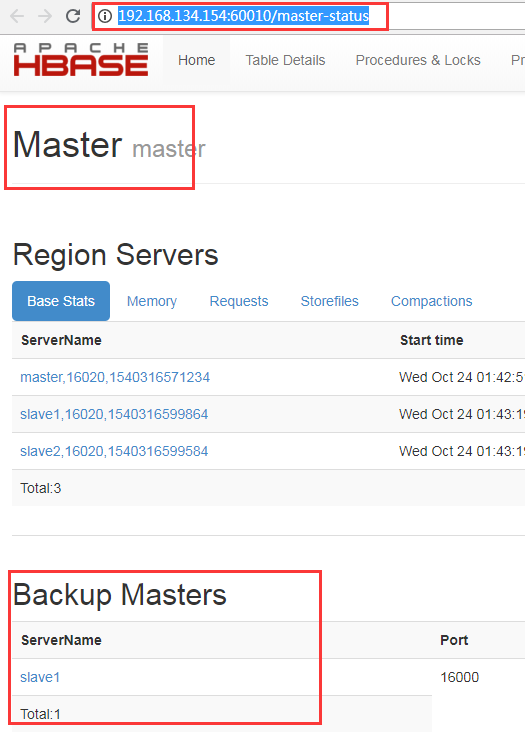 192.168.134.154:60010/master-status
APACHE
HBASE
Home Table Details Procedures & Locks Pr
Master master
Region Servers
Base Stats Memory Requests Storefiles Compactions
ServerName Start time
master,16020,1540316571234 Wed Oct 24 01:42:5
slave1,16020,1540316599864 Wed Oct 24 01:43:19
slave2,16020,1540316599584 Wed Oct 24 01:43:19
Total:3
Backup Masters
ServerName Port
slave1 16000
Total:1